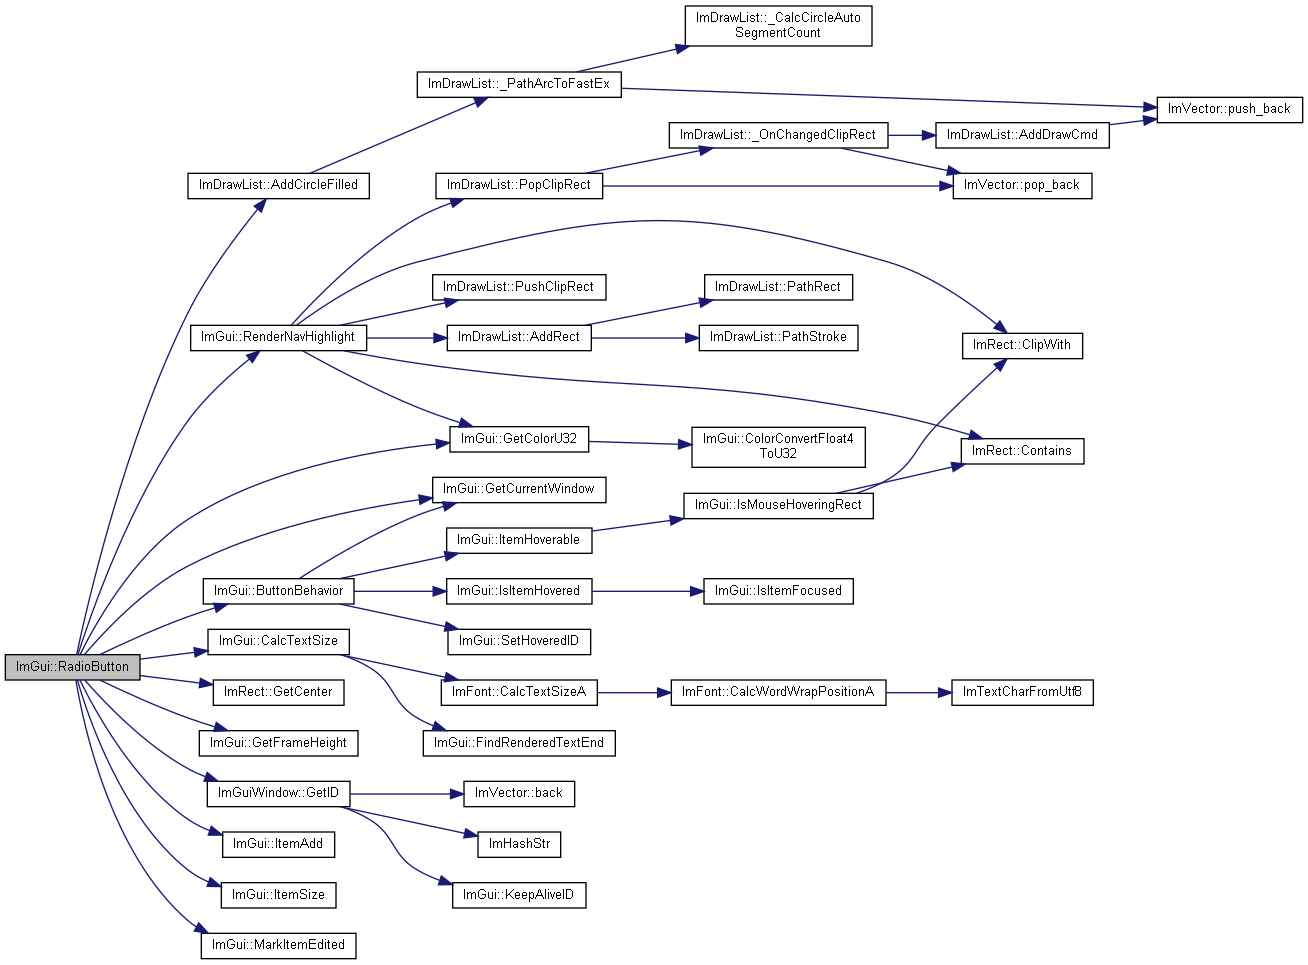 ImDrawList::_CalcCircleAuto
SegmentCount
ImDrawList::_PathArcToFastEx
ImVector::push_back
ImDrawList::_OnChangedClipRect
ImDrawList::AddDrawCmd
ImDrawList::AddCircleFilled
ImDrawList::PopClipRect
ImVector::pop_back
ImDrawList::PushClipRect
ImDrawList::PathRect
ImGui::RenderNavHighlight
ImDrawList::AddRect
ImDrawList::PathStroke
ImRect::ClipWith
ImGui::GetColorU32
ImGui::ColorConvertFloat4
ToU32
ImRect::Contains
ImGui::GetCurrentWindow
ImGui::IsMouseHoveringRect
ImGui::ItemHoverable
ImGui::ButtonBehavior
ImGui::IsItemHovered
ImGui::IsItemFocused
ImGui::CalcTextSize
ImGui::SetHoveredID
ImGui::RadioButton
ImRect::GetCenter
ImFont::CalcTextSizeA
ImFont::CalcWordWrapPositionA
ImTextCharFromUtf8
ImGui::GetFrameHeight
ImGui::FindRenderedTextEnd
ImGuiWindow::GetID
ImVector::back
ImGui::ItemAdd
ImHashStr
ImGui::ItemSize
ImGui::KeepAliveID
ImGui::MarkItemEdited